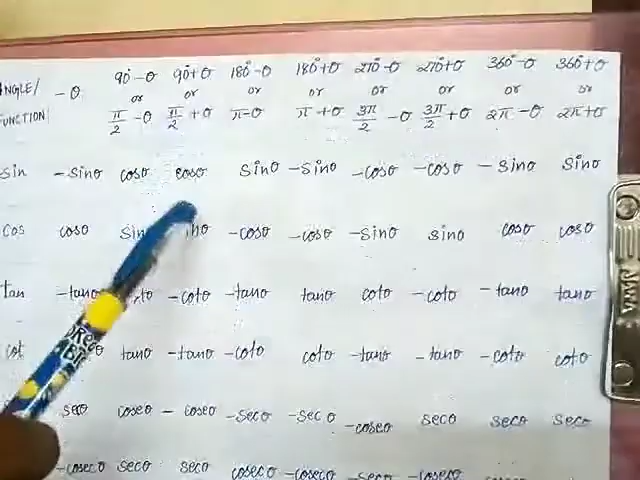 ANGLE/ -θ 90°-θ 90°+θ 180°-θ 180°+θ 270°-θ 270°+θ 360°-θ 360°+θ
or or or or or or or or
FUNCTION π/2 -θ π/2 +θ π-θ π+θ 3π/2 -θ 3π/2 +θ 2π-θ 2π+θ
sin -sinθ cosθ cosθ sinθ -sinθ -cosθ -cosθ -sinθ sinθ
cos cosθ -cosθ -cosθ -sinθ sinθ cosθ cosθ
tan -tanθ -cotθ -tanθ tanθ cotθ -cotθ -tanθ tanθ
cot tanθ -tanθ -cotθ cotθ -tanθ -tanθ -cotθ cotθ
secθ cosecθ -cosecθ -secθ -secθ -cosecθ secθ secθ secθ
-cosecθ secθ secθ cosecθ -cosecθ -secθ -cosecθ